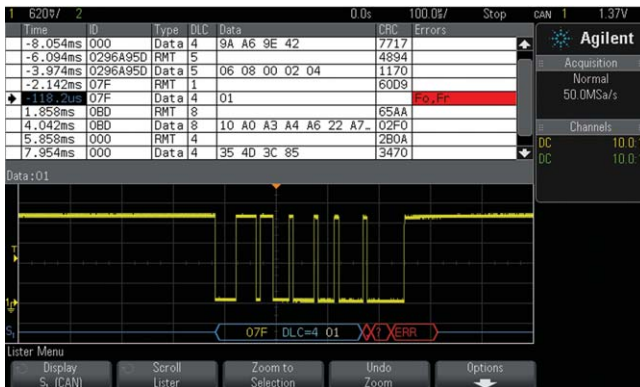 1 620▽/ 2 0.0s 100.0▽/ Stop CAN 1 1.37V
Time ID Type DLC Data CRC Errors
-8.054ms 000 Data 4 9A A6 9E 42 7717
-6.094ms 0296A95D RMT 5 4894
-3.974ms 0296A95D Data 5 06 08 00 02 04 1170
-2.142ms 07F RMT 1 60D9
-118.2us 07F Data 4 01 Fo,Fr
1.858ms 0BD RMT 8 65AA
4.042ms 0BD Data 8 10 A0 A3 A4 A6 22 A7… 02F0
5.858ms 000 RMT 4 2B0A
7.954ms 000 Data 4 35 4D 3C 85 3470
Data:01
Agilent
Acquisition
Normal
50.0MSa/s
Channels
DC 10.0:
DC 10.0:
T
S₁ 07F DLC=4 01 ? ERR
Lister Menu
Display
S₁ (CAN)
Scroll
Lister
Zoom to
Selection
Undo
Zoom
Options